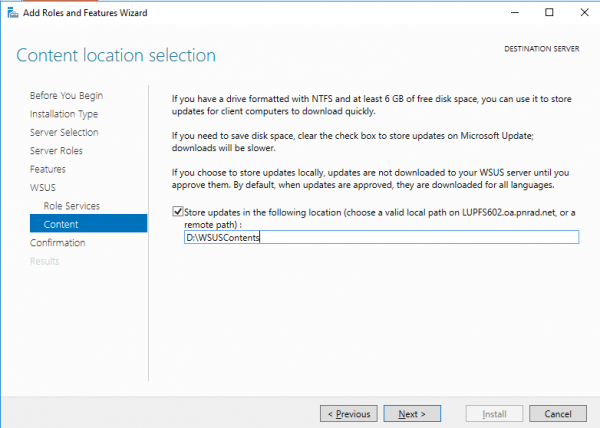 Add Roles and Features Wizard
Content location selection
DESTINATION SERVER
Before You Begin
Installation Type
Server Selection
Server Roles
Features
WSUS
Role Services
Content
Confirmation
Results
If you have a drive formatted with NTFS and at least 6 GB of free disk space, you can use it to store
updates for client computers to download quickly.
If you need to save disk space, clear the check box to store updates on Microsoft Update;
downloads will be slower.
If you choose to store updates locally, updates are not downloaded to your WSUS server until you
approve them. By default, when updates are approved, they are downloaded for all languages.
Store updates in the following location (choose a valid local path on LUPFS602.oa.pnrad.net, or a
remote path) :
D:\WSUSContents
< Previous
Next >
Install
Cancel